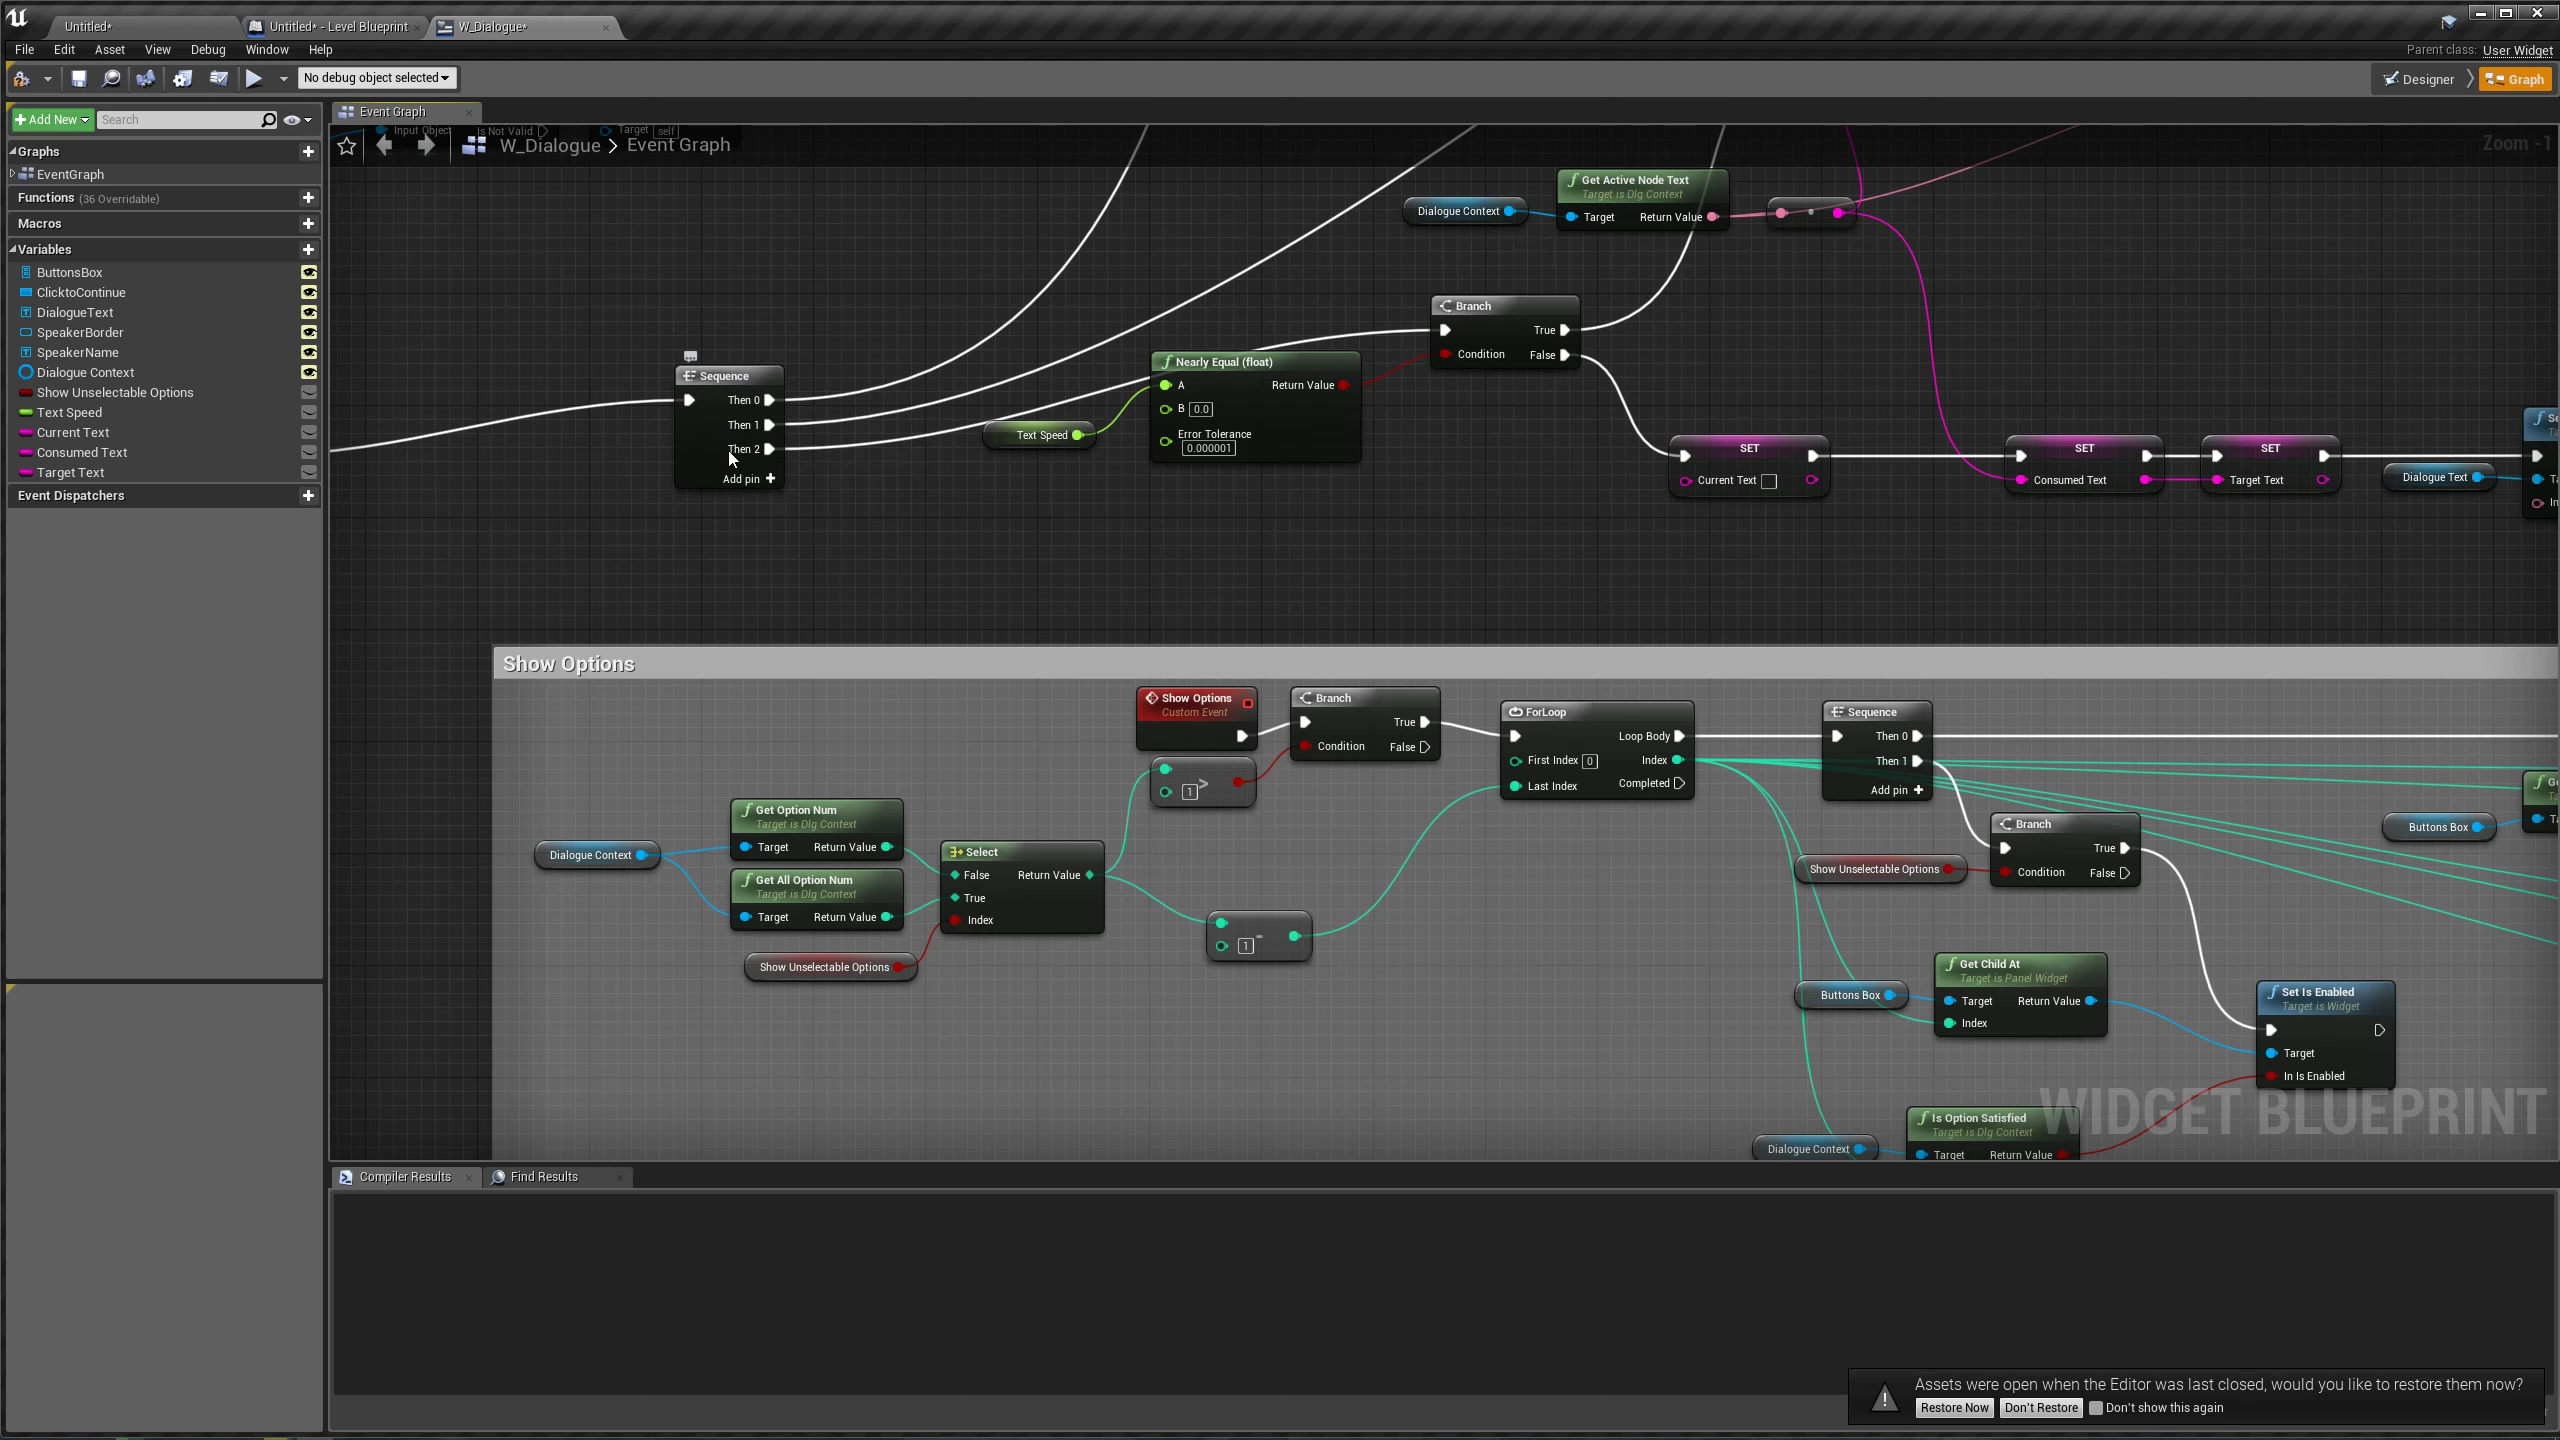 Untitled*
Untitled* - Level Blueprint
W_Dialogue*
File
Edit
Asset
View
Debug
Window
Help
Parent class: User Widget
No debug object selected
Designer
Graph
Add New
Search
Graphs
EventGraph
Functions (36 Overridable)
Macros
Variables
ButtonsBox
ClicktoContinue
DialogueText
SpeakerBorder
SpeakerName
Dialogue Context
Show Unselectable Options
Text Speed
Current Text
Consumed Text
Target Text
Event Dispatchers
Event Graph
Input Object
Is Not Valid
Target self
W_Dialogue > Event Graph
Zoom -1
Dialogue Context
Get Active Node Text
Target is Dlg Context
Target Return Value
Branch
True
Condition False
Sequence
Then 0
Then 1
Then 2
Add pin
Text Speed
Nearly Equal (float)
A Return Value
B 0.0
Error Tolerance
0.000001
SET
Current Text
SET
Consumed Text
SET
Target Text
Dialogue Text
Show Options
Show Options
Custom Event
Branch
True
Condition False
1 >
Dialogue Context
Get Option Num
Target is Dlg Context
Target Return Value
Get All Option Num
Target is Dlg Context
Target Return Value
Show Unselectable Options
Select
False Return Value
True
Index
1 -
ForLoop
Loop Body
First Index 0 Index
Last Index Completed
Sequence
Then 0
Then 1
Add pin
Show Unselectable Options
Branch
True
Condition False
Buttons Box
Buttons Box
Get Child At
Target is Panel Widget
Target Return Value
Index
Set Is Enabled
Target is Widget
Target
In Is Enabled
Dialogue Context
Is Option Satisfied
Target is Dlg Context
Target Return Value
WIDGET BLUEPRINT
Compiler Results
Find Results
Assets were open when the Editor was last closed, would you like to restore them now?
Restore Now
Don't Restore
Don't show this again